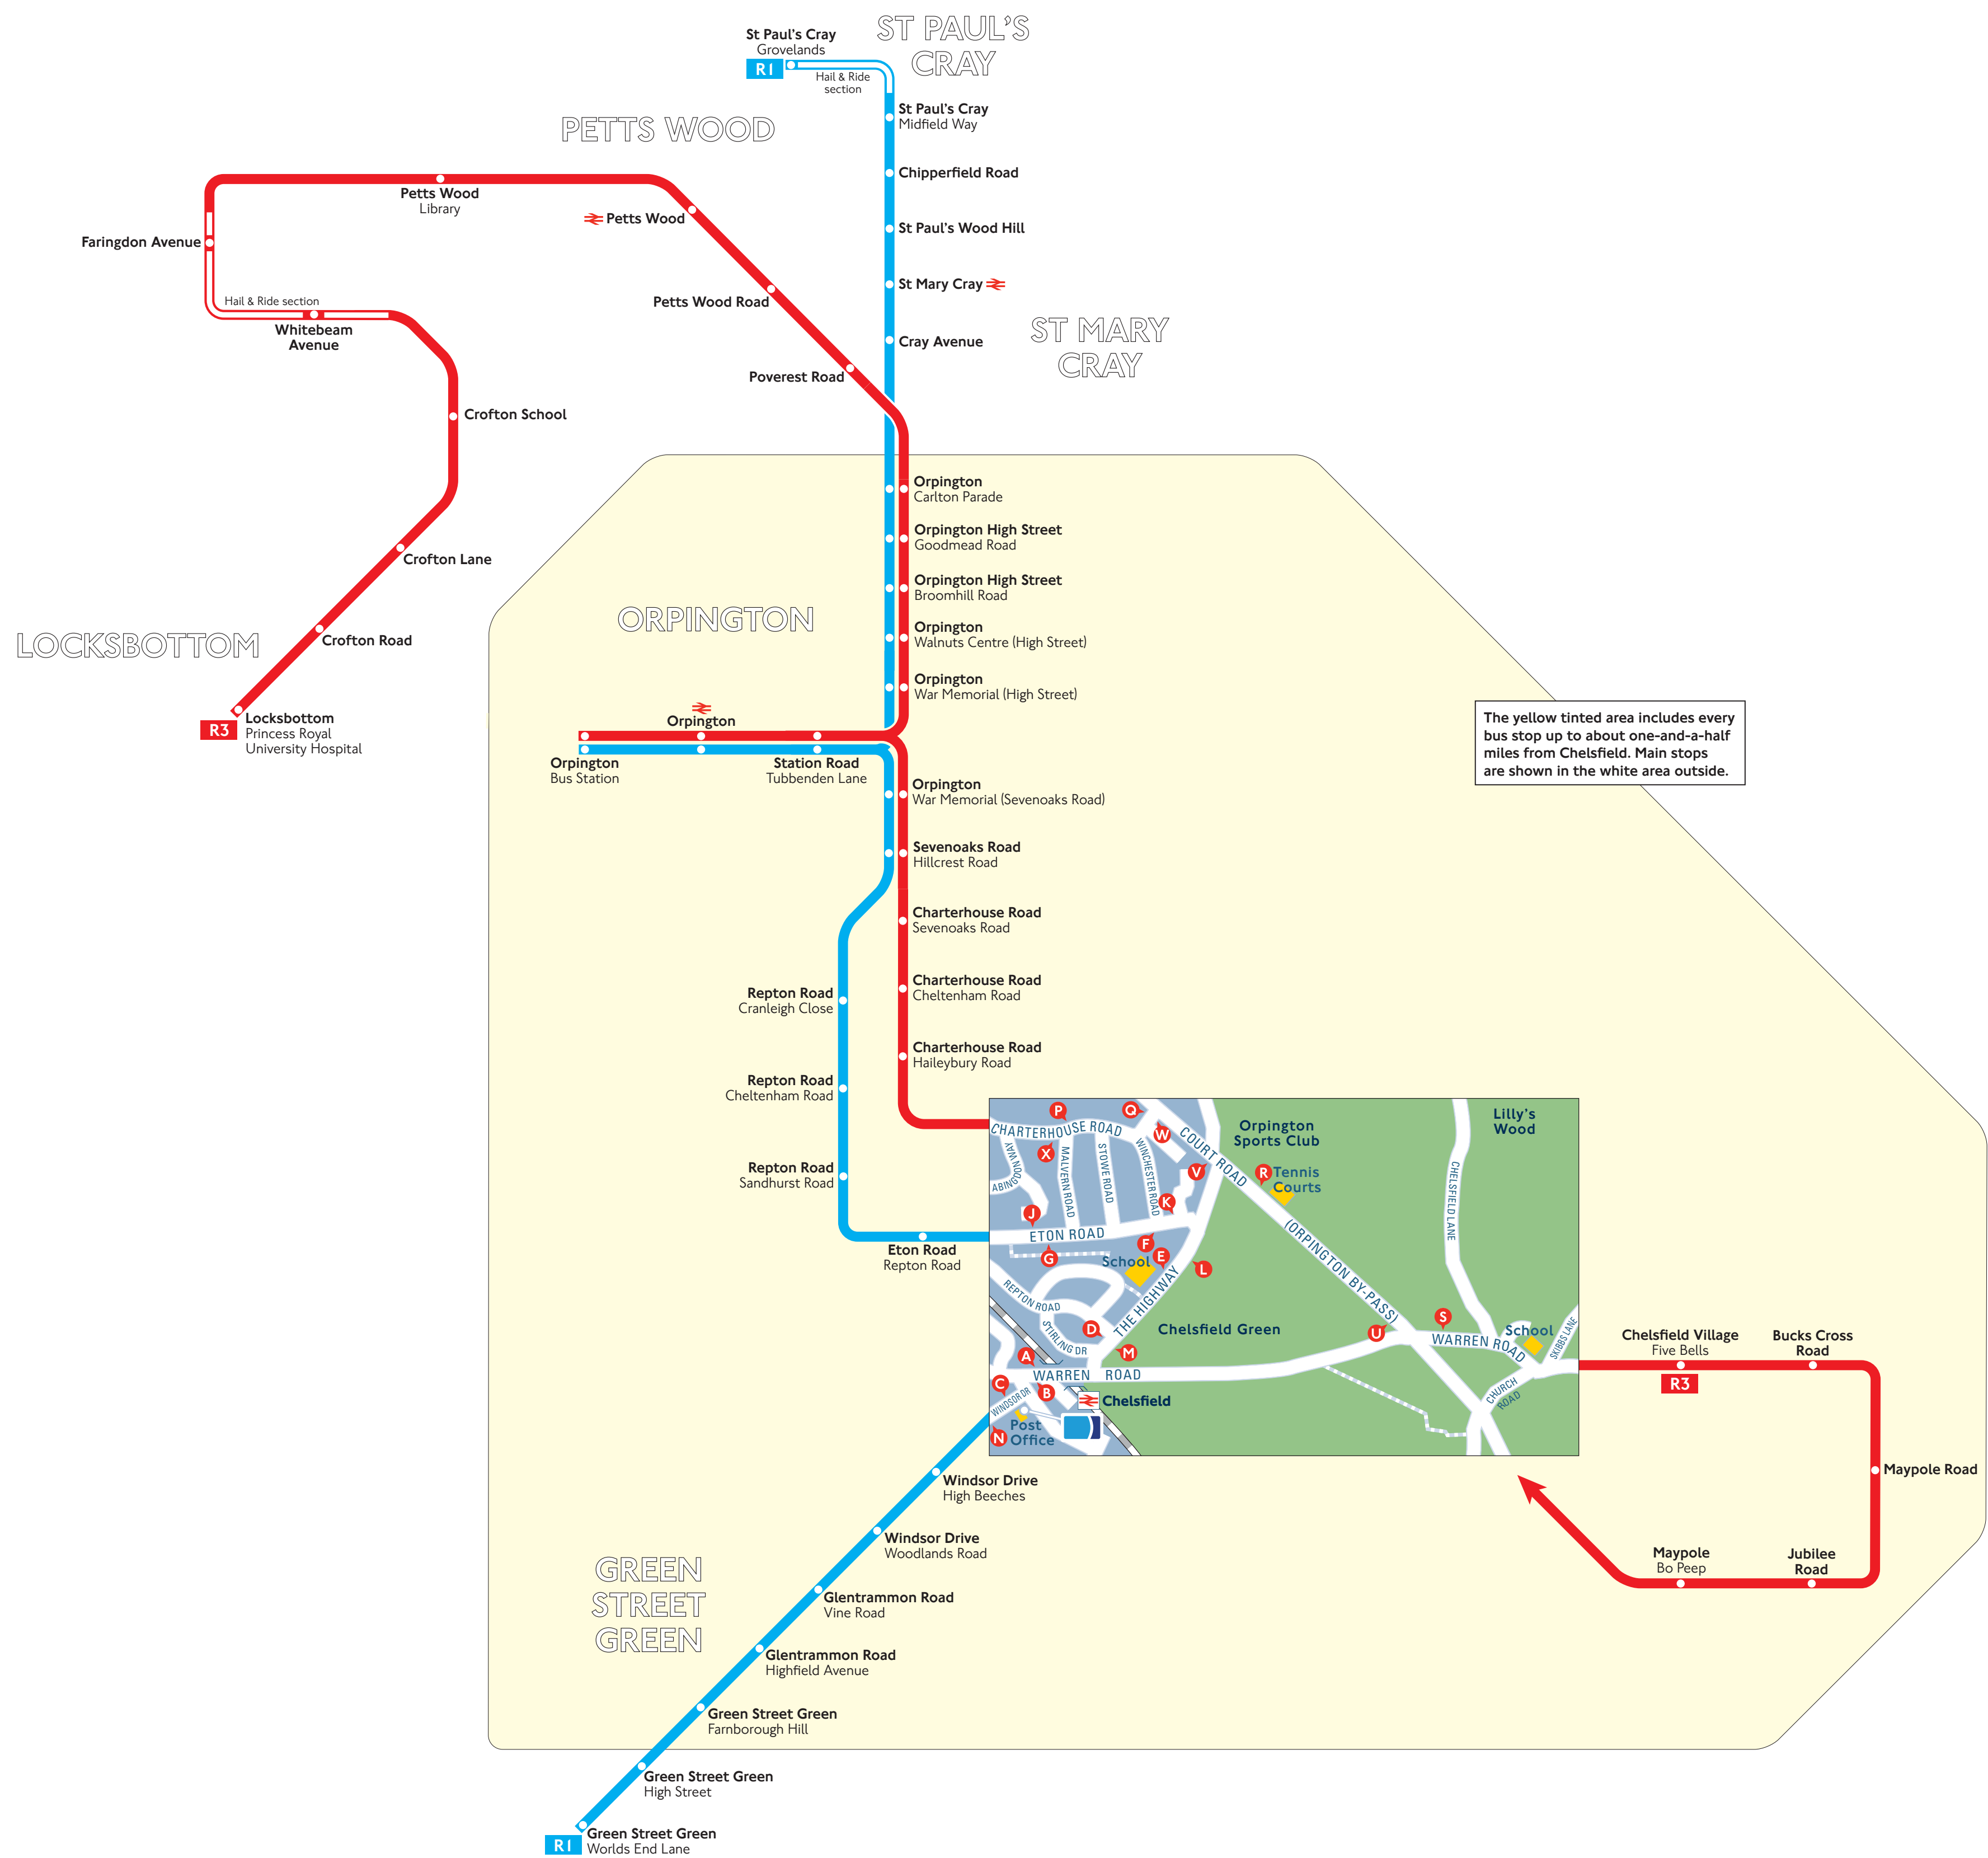 ST PAUL'S
CRAY
St Paul's Cray
Grovelands
R1
Hail & Ride
section
St Paul's Cray
Midfield Way
PETTS WOOD
Chipperfield Road
Petts Wood
Library
Petts Wood
St Paul's Wood Hill
Faringdon Avenue
St Mary Cray
Hail & Ride section
Petts Wood Road
Whitebeam
Avenue
ST MARY
CRAY
Cray Avenue
Poverest Road
Crofton School
Orpington
Carlton Parade
Orpington High Street
Goodmead Road
Crofton Lane
Orpington High Street
Broomhill Road
ORPINGTON
LOCKSBOTTOM
Crofton Road
Orpington
Walnuts Centre (High Street)
Orpington
War Memorial (High Street)
R3
Locksbottom
Princess Royal
University Hospital
Orpington
The yellow tinted area includes every
bus stop up to about one-and-a-half
miles from Chelsfield. Main stops
are shown in the white area outside.
Orpington
Bus Station
Station Road
Tubbenden Lane
Orpington
War Memorial (Sevenoaks Road)
Sevenoaks Road
Hillcrest Road
Charterhouse Road
Sevenoaks Road
Repton Road
Cranleigh Close
Charterhouse Road
Cheltenham Road
Charterhouse Road
Haileybury Road
Repton Road
Cheltenham Road
Repton Road
Sandhurst Road
Eton Road
Repton Road
P
Q
CHARTERHOUSE ROAD
W
X
COURT ROAD
V
Orpington
Sports Club
Lilly's
Wood
R
Tennis
Courts
ABINGDON WAY
MALVERN ROAD
STOWE ROAD
WINCHESTER ROAD
K
J
CHELSFIELD LANE
ETON ROAD
(ORPINGTON BY-PASS)
F
E
G
School
L
REPTON ROAD
THE HIGHWAY
STIRLING DR
D
Chelsfield Green
M
U
S
WARREN ROAD
School
SKIBBS LANE
A
WARREN ROAD
C
B
WINDSOR DR
Chelsfield
CHURCH
ROAD
Post
Office
N
Chelsfield Village
Five Bells
R3
Bucks Cross
Road
Maypole Road
Maypole
Bo Peep
Jubilee
Road
Windsor Drive
High Beeches
Windsor Drive
Woodlands Road
GREEN
STREET
GREEN
Glentrammon Road
Vine Road
Glentrammon Road
Highfield Avenue
Green Street Green
Farnborough Hill
Green Street Green
High Street
R1
Green Street Green
Worlds End Lane